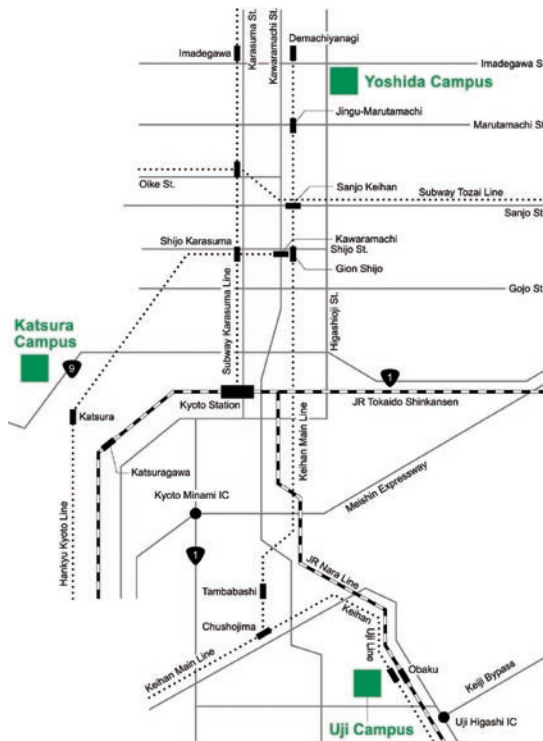 Karasuma St.
Kawaramachi St.
Demachiyanagi
Imadegawa
Imadegawa S
Yoshida Campus
Jingu-Marutamachi
Marutamachi St
Oike St.
Sanjo Keihan
Subway Tozai Line
Sanjo St.
Shijo Karasuma
Kawaramachi
Shijo St.
Gion Shijo
Gojo St.
Subway Karasuma Line
Higashioji St.
Katsura
Campus
9
1
Kyoto Station
JR Tokaido Shinkansen
Katsura
Katsuragawa
Keihan Main Line
Hankyu Kyoto Line
Kyoto Minami IC
Meishin Expressway
1
JR Nara Line
Tambabashi
Chushojima
Keihan
Uji Line
Keihan Main Line
Obaku
Keiji Bypass
Uji Campus
Uji Higashi IC